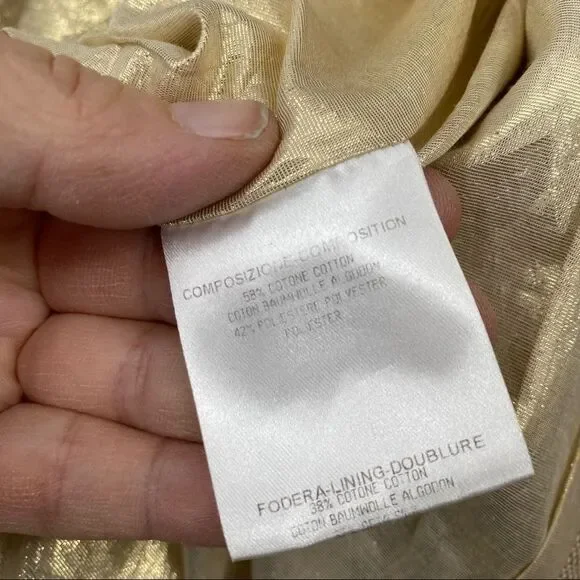 COMPOSIZIONE-COMPOSITION
58% COTONE COTTON
COTON BAUMWOLLE ALGODON
42% POLIESTERE POLYESTER
POLYESTER
FODERA-LINING-DOUBLURE
38% COTONE COTTON
COTON BAUMWOLLE ALGODON